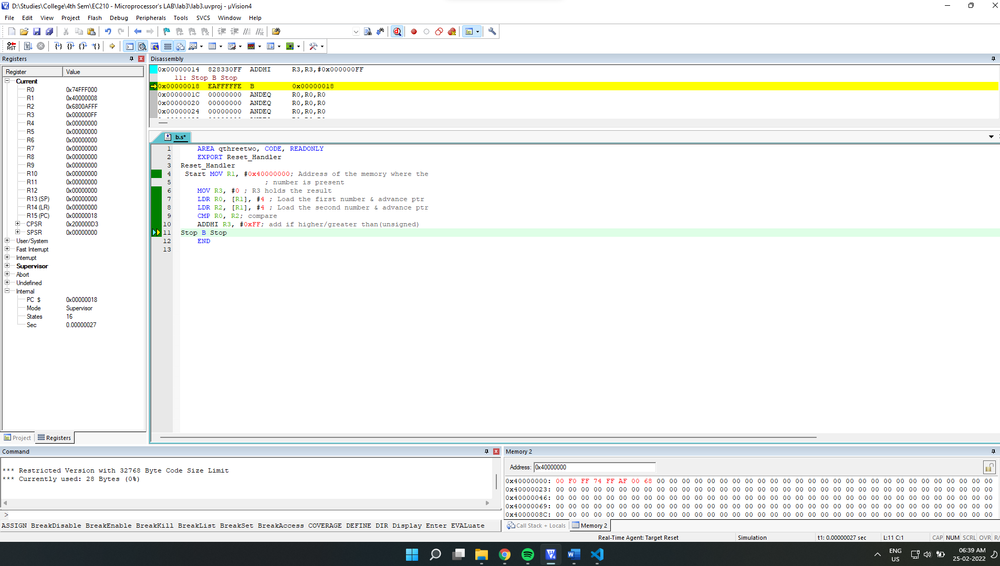 D:\Studies\College\4th Sem\EC210 - Microprocessor's LAB\lab3\lab3.uvproj - µVision4
File Edit View Project Flash Debug Peripherals Tools SVCS Window Help
RST
Registers
Register Value
Current
R0 0x74FFF000
R1 0x40000008
R2 0x6800AFFF
R3 0x000000FF
R4 0x00000000
R5 0x00000000
R6 0x00000000
R7 0x00000000
R8 0x00000000
R9 0x00000000
R10 0x00000000
R11 0x00000000
R12 0x00000000
R13 (SP) 0x00000000
R14 (LR) 0x00000000
R15 (PC) 0x00000018
CPSR 0x200000D3
SPSR 0x00000000
User/System
Fast Interrupt
Interrupt
Supervisor
Abort
Undefined
Internal
PC $ 0x00000018
Mode Supervisor
States 16
Sec 0.00000027
Project Registers
Disassembly
0x00000014 828330FF ADDHI R3,R3,#0x000000FF
11: Stop B Stop
0x00000018 EAFFFFFE B 0x00000018
0x0000001C 00000000 ANDEQ R0,R0,R0
0x00000020 00000000 ANDEQ R0,R0,R0
0x00000024 00000000 ANDEQ R0,R0,R0
b.s*
1 AREA qthreetwo, CODE, READONLY
2 EXPORT Reset_Handler
3 Reset_Handler
4 Start MOV R1, #0x40000000; Address of the memory where the
5 ; number is present
6 MOV R3, #0 ; R3 holds the result
7 LDR R0, [R1], #4 ; Load the first number & advance ptr
8 LDR R2, [R1], #4 ; Load the second number & advance ptr
9 CMP R0, R2; compare
10 ADDHI R3, #0xFF; add if higher/greater than(unsigned)
11 Stop B Stop
12 END
13
Command
*** Restricted Version with 32768 Byte Code Size Limit
*** Currently used: 28 Bytes (0%)
>
ASSIGN BreakDisable BreakEnable BreakKill BreakList BreakSet BreakAccess COVERAGE DEFINE DIR Display Enter EVALuate
Memory 2
Address: 0x40000000
0x40000000: 00 F0 FF 74 FF AF 00 68 00 00 00 00 00 00 00 00 00 00 00 00 00 00 00 00 00 00 00 00 00 00 00 00 00 00 00
0x40000023: 00 00 00 00 00 00 00 00 00 00 00 00 00 00 00 00 00 00 00 00 00 00 00 00 00 00 00 00 00 00 00 00 00 00 00
0x40000046: 00 00 00 00 00 00 00 00 00 00 00 00 00 00 00 00 00 00 00 00 00 00 00 00 00 00 00 00 00 00 00 00 00 00 00
0x40000069: 00 00 00 00 00 00 00 00 00 00 00 00 00 00 00 00 00 00 00 00 00 00 00 00 00 00 00 00 00 00 00 00 00 00 00
0x4000008C: 00 00 00 00 00 00 00 00 00 00 00 00 00 00 00 00 00 00 00 00 00 00 00 00 00 00 00 00 00 00 00 00 00 00 00
Call Stack + Locals Memory 2
Real-Time Agent: Target Reset Simulation t1: 0.00000027 sec L:11 C:1 CAP NUM SCRL OVR R/
ENG
US
06:39 AM
25-02-2022